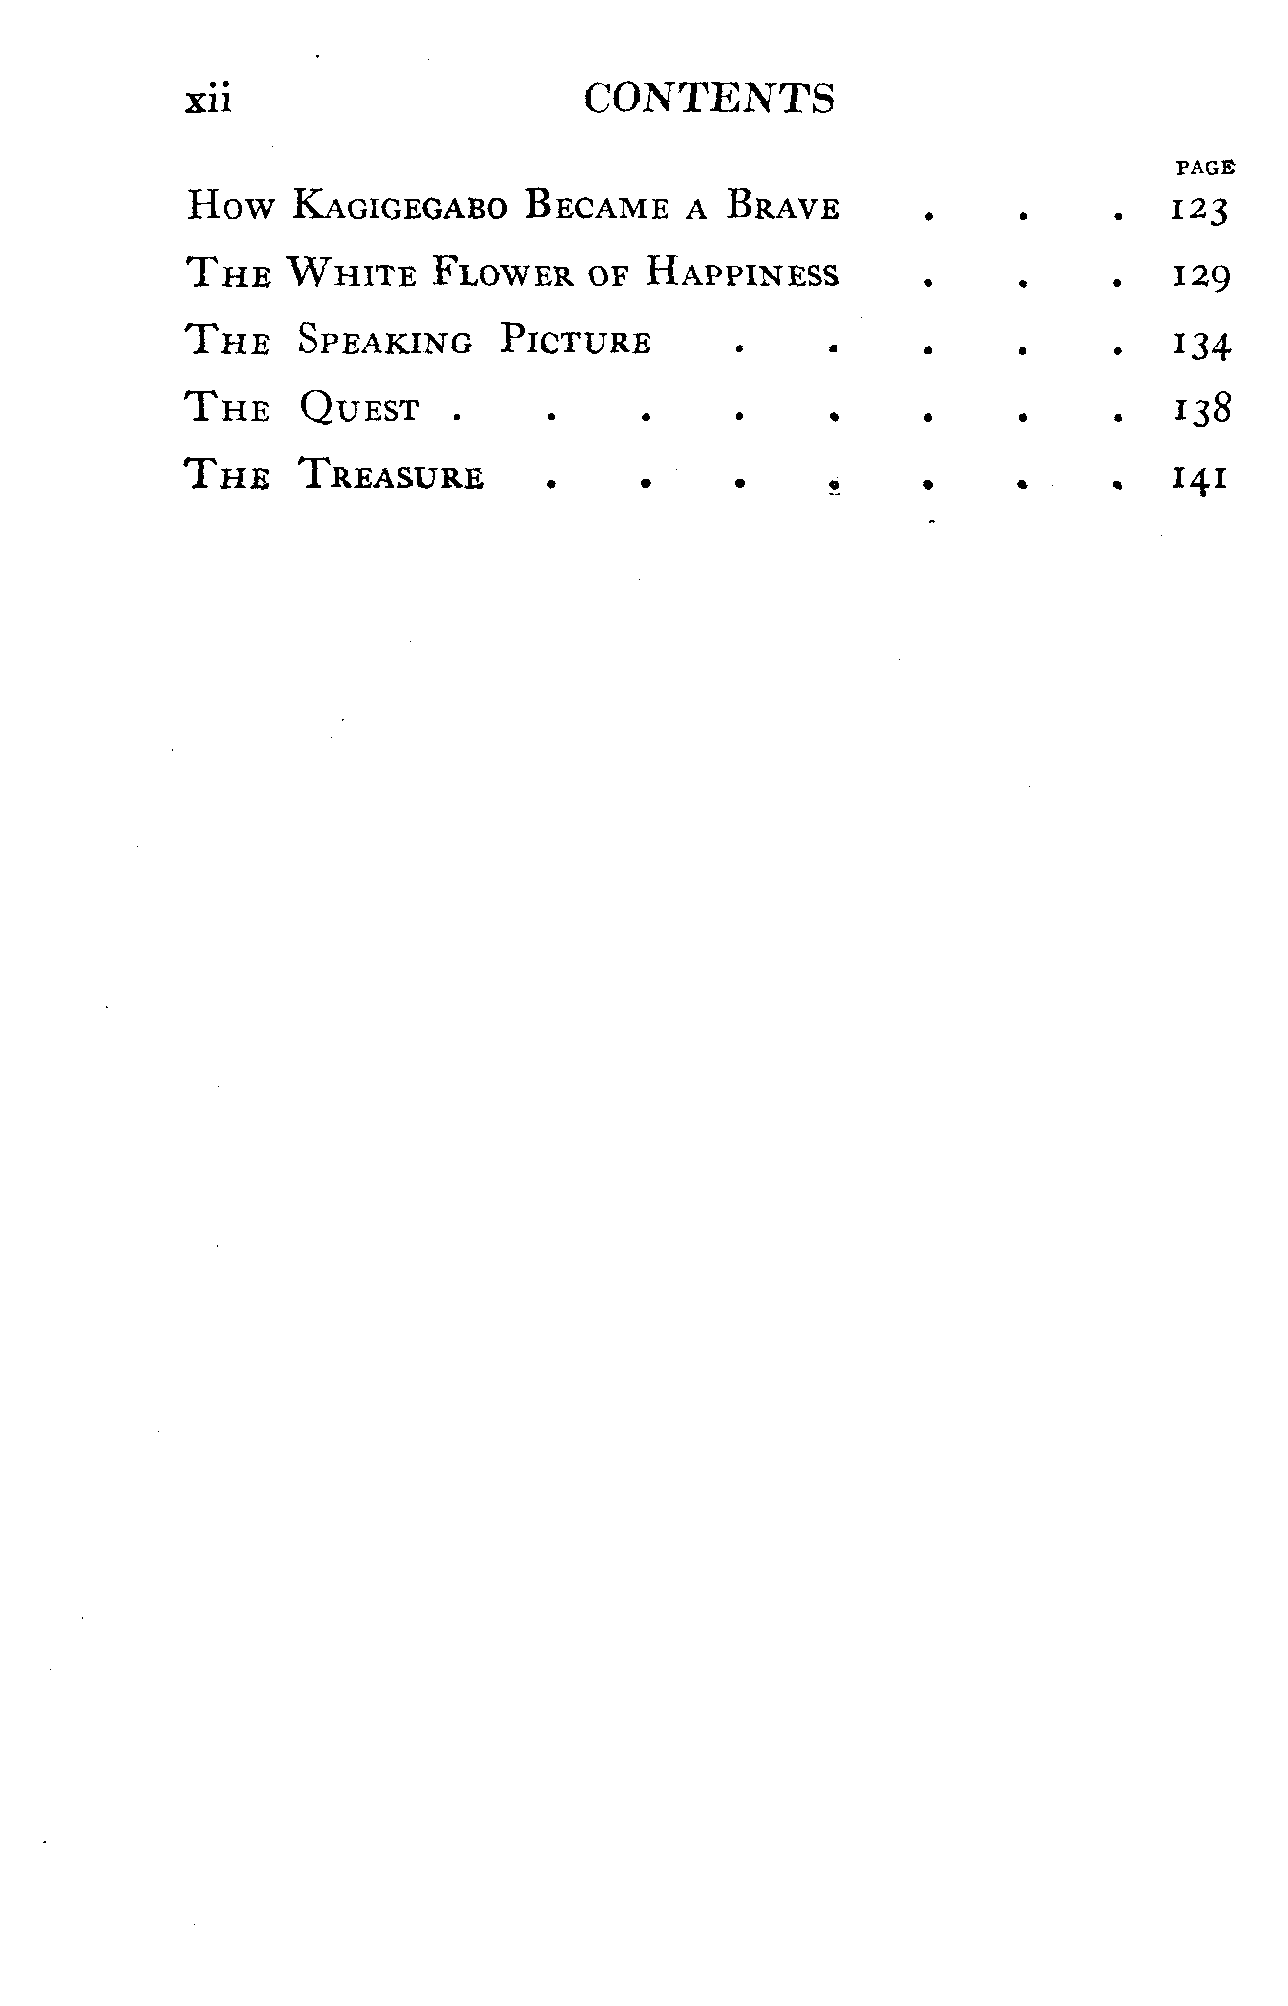 xii CONTENTS
PAGE
How Kagigegabo Became a Brave . . . 123
The White Flower of Happiness . . . 129
The Speaking Picture . . . . . 134
The Quest . . . . . . . . 138
The Treasure . . . . . . . 141